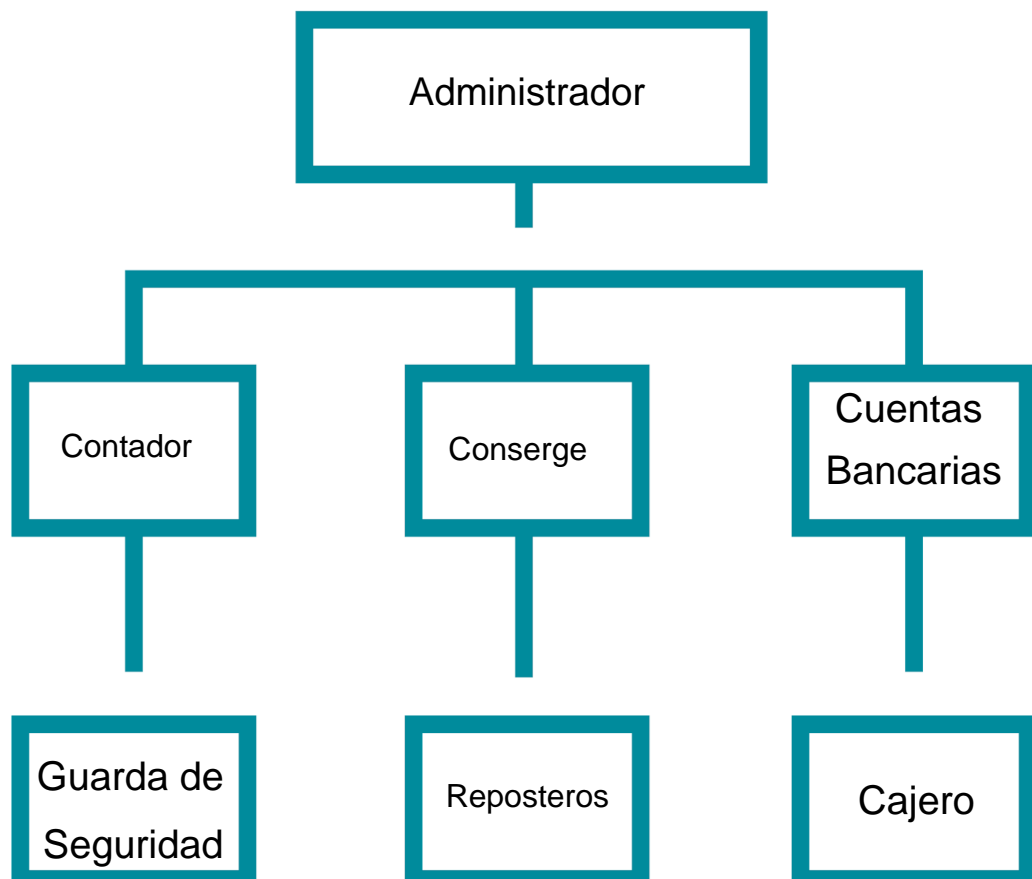 Administrador
Contador
Conserge
Cuentas
Bancarias
Guarda de
Seguridad
Reposteros
Cajero